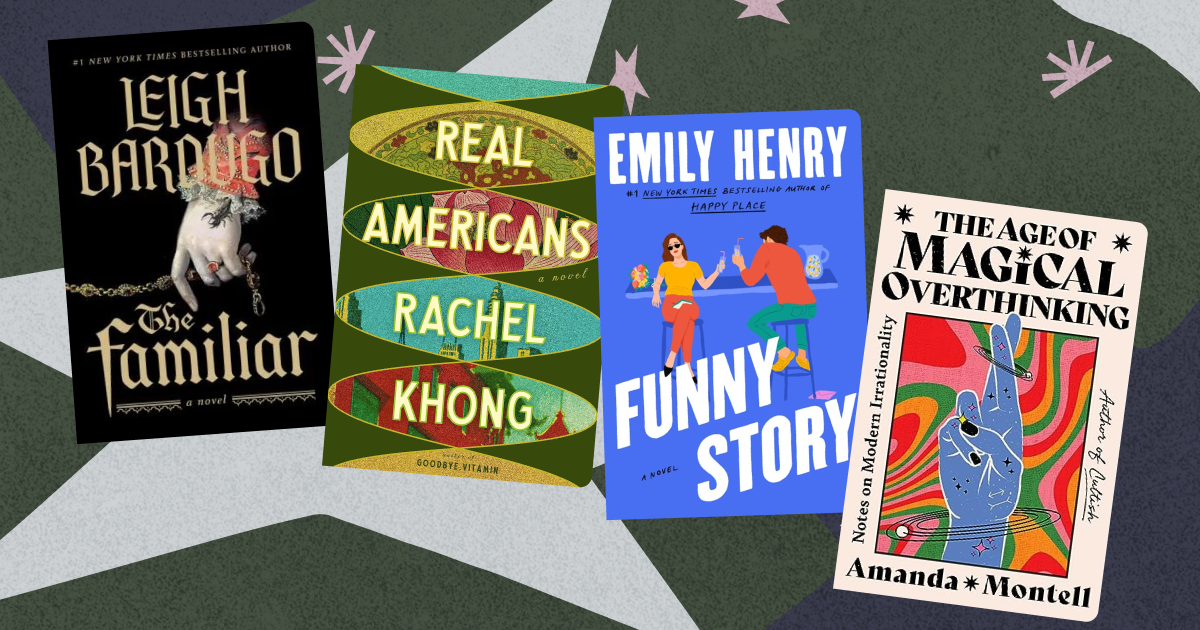 #1 NEW YORK TIMES BESTSELLING AUTHOR
LEIGH
BARDUGO
The
familiar
a novel
REAL
AMERICANS
a novel
RACHEL
KHONG
author of
GOODBYE, VITAMIN
EMILY HENRY
#1 NEW YORK TIMES BESTSELLING AUTHOR OF
HAPPY PLACE
FUNNY
STORY
A NOVEL
THE AGE OF
MAGiCAL
OVERTHINKING
Notes on Modern Irrationality
Author of Cultish
Amanda Montell